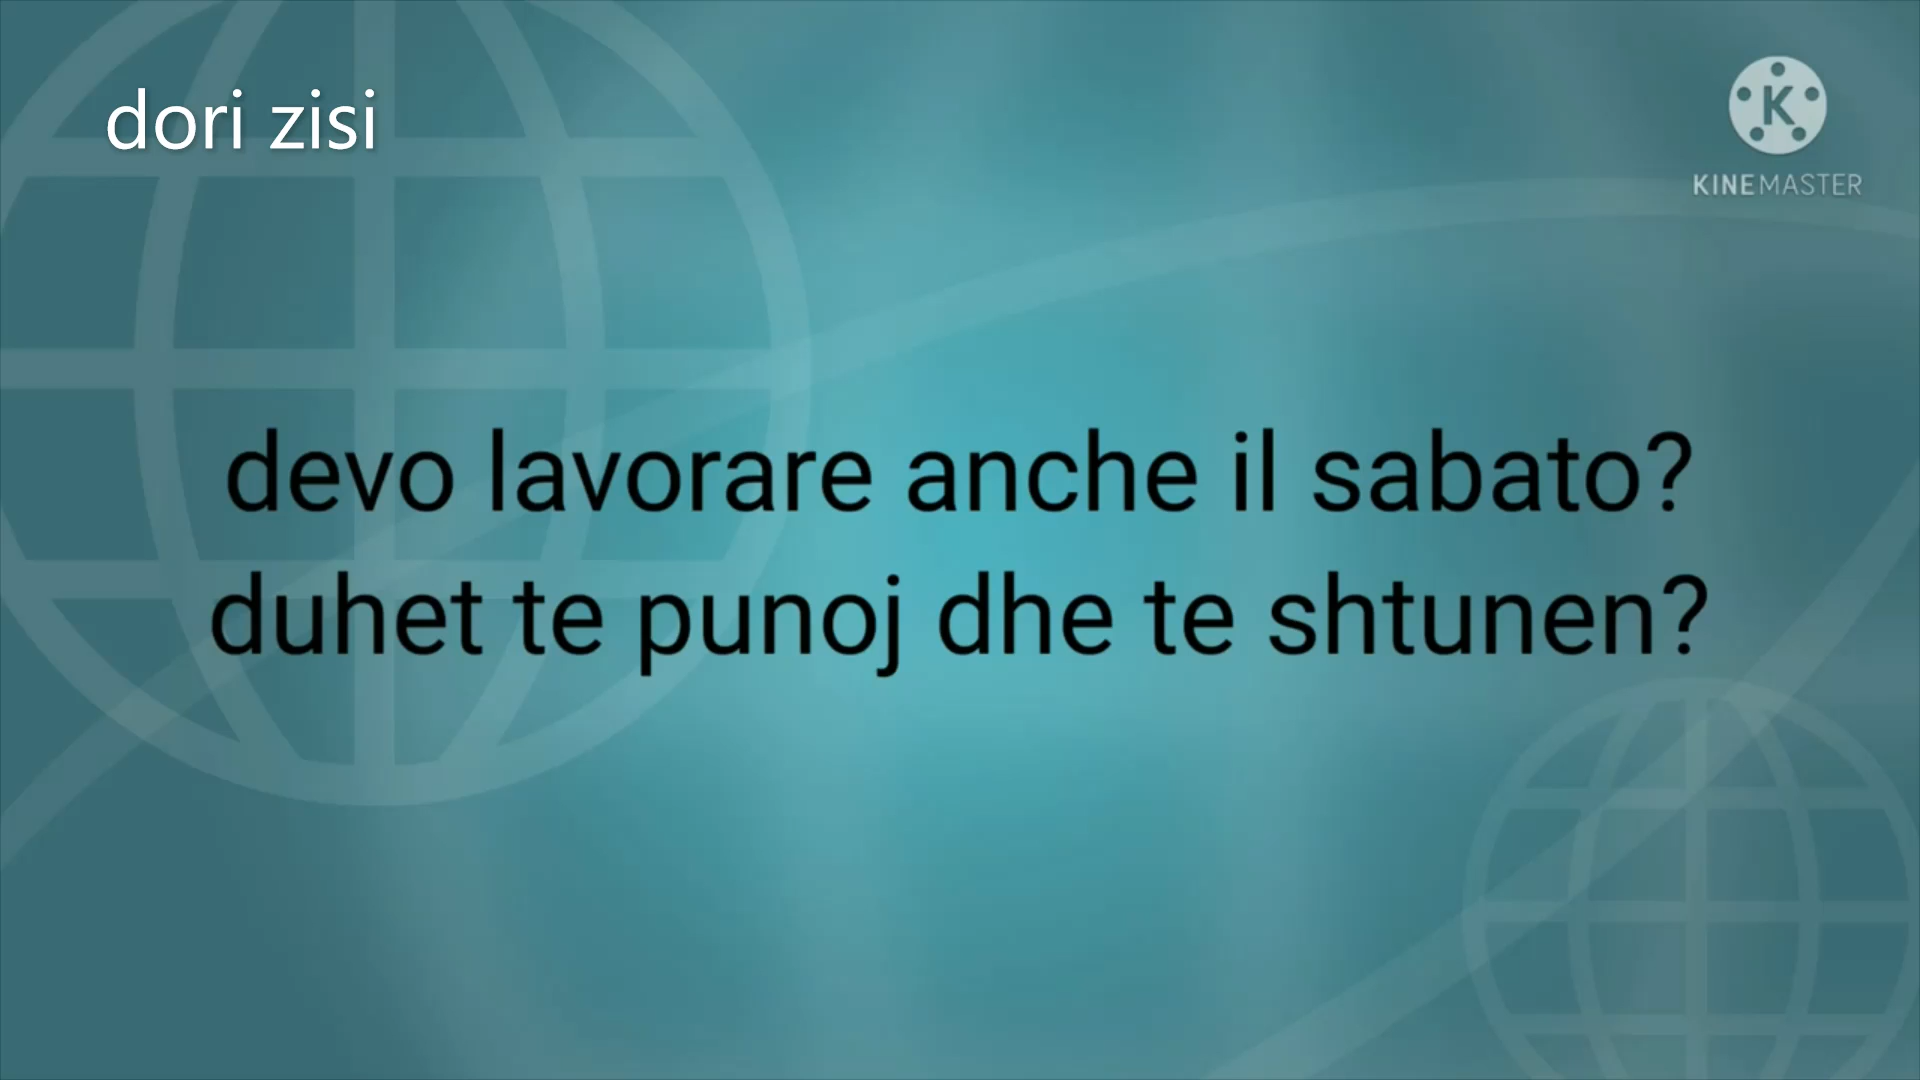 dori zisi
K
KINEMASTER
devo lavorare anche il sabato?
duhet te punoj dhe te shtunen?